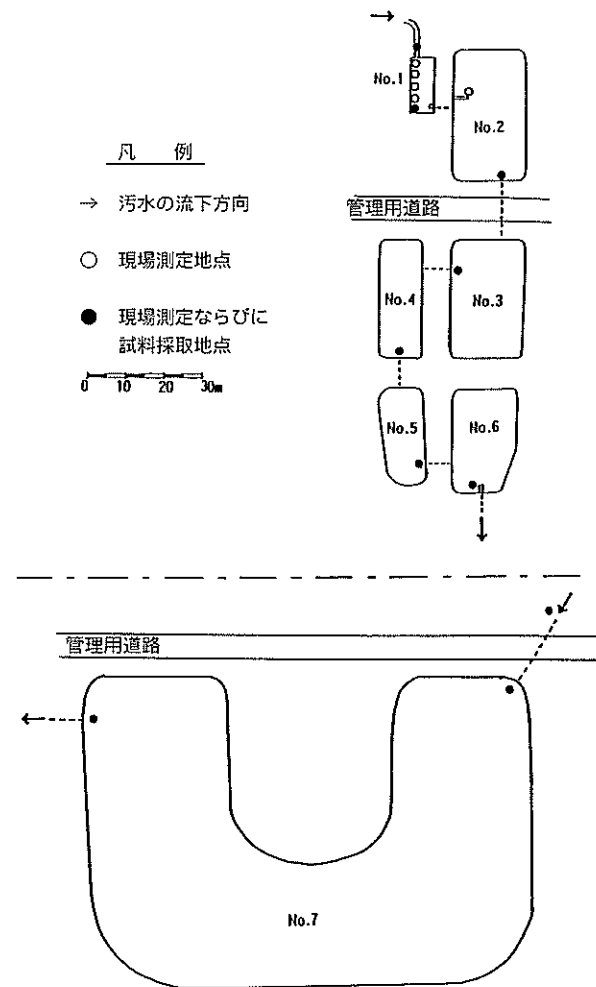 No.1
No.2
凡 例
→ 汚水の流下方向
管理用道路
○ 現場測定地点
No.4
No.3
● 現場測定ならびに
試料採取地点
0 10 20 30m
No.5
No.6
管理用道路
No.7